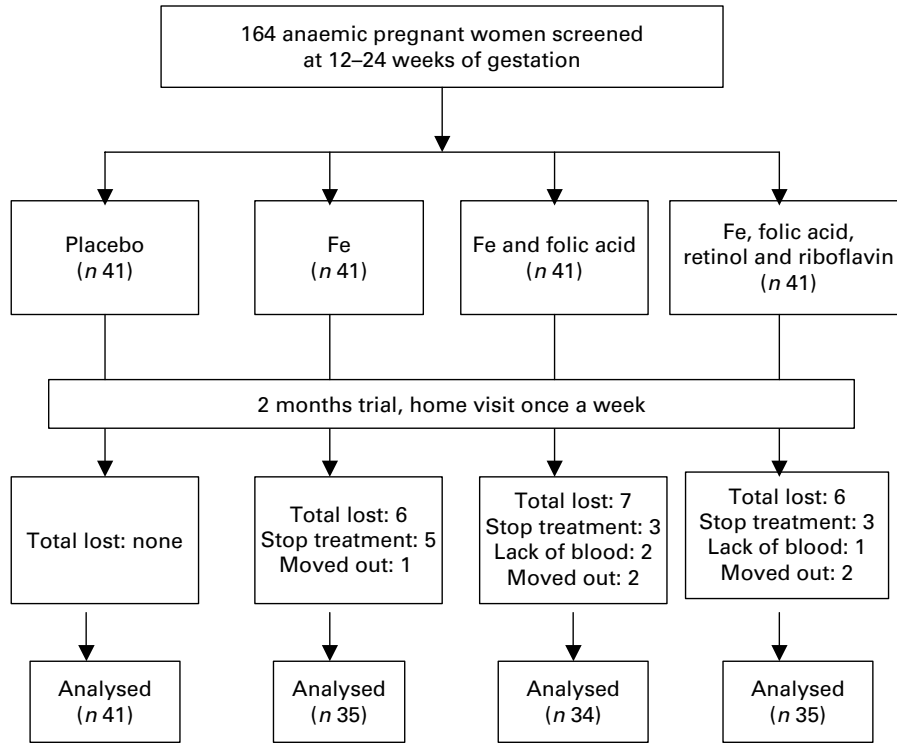 164 anaemic pregnant women screened
at 12–24 weeks of gestation
Placebo
(n 41)
Fe
(n 41)
Fe and folic acid
(n 41)
Fe, folic acid,
retinol and riboflavin
(n 41)
2 months trial, home visit once a week
Total lost: none
Total lost: 6
Stop treatment: 5
Moved out: 1
Total lost: 7
Stop treatment: 3
Lack of blood: 2
Moved out: 2
Total lost: 6
Stop treatment: 3
Lack of blood: 1
Moved out: 2
Analysed
(n 41)
Analysed
(n 35)
Analysed
(n 34)
Analysed
(n 35)